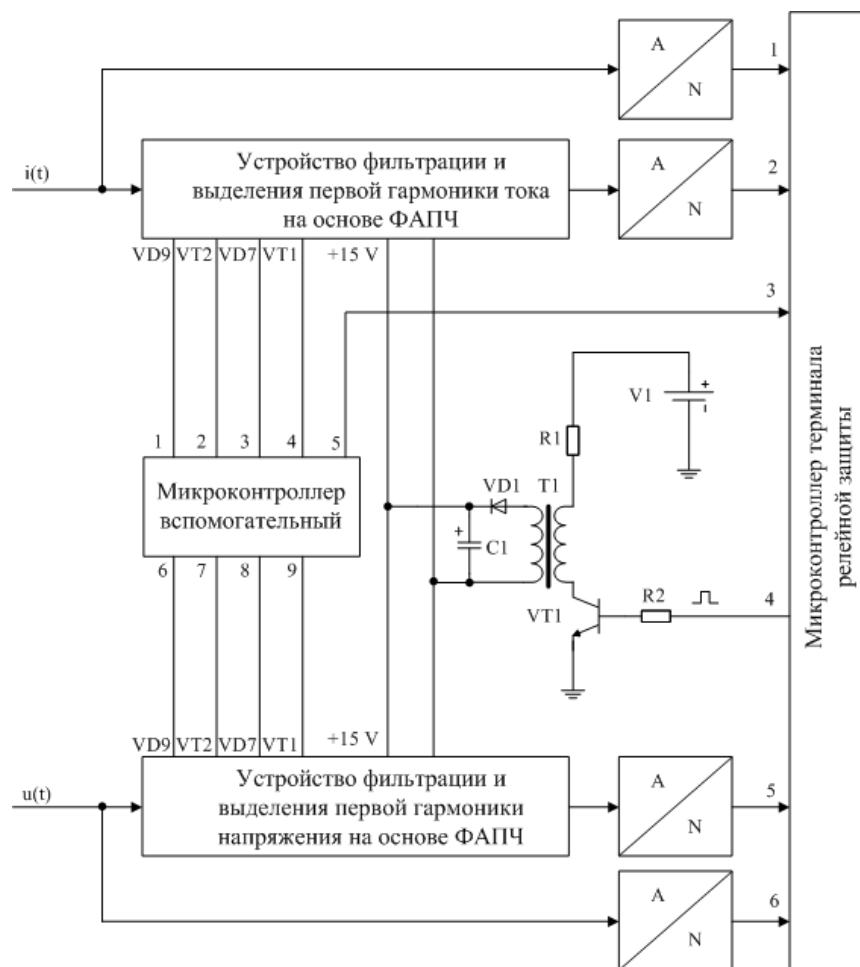 A
N
1
i(t)
Устройство фильтрации и
выделения первой гармоники тока
на основе ФАПЧ
A
N
2
VD9 VT2 VD7 VT1 +15 V
3
V1
+
-
R1
1 2 3 4 5
Микроконтроллер
вспомогательный
6 7 8 9
VD1 T1
+
C1
VT1
R2
4
Микроконтроллер терминала
релейной защиты
VD9 VT2 VD7 VT1 +15 V
u(t)
Устройство фильтрации и
выделения первой гармоники
напряжения на основе ФАПЧ
A
N
5
A
N
6